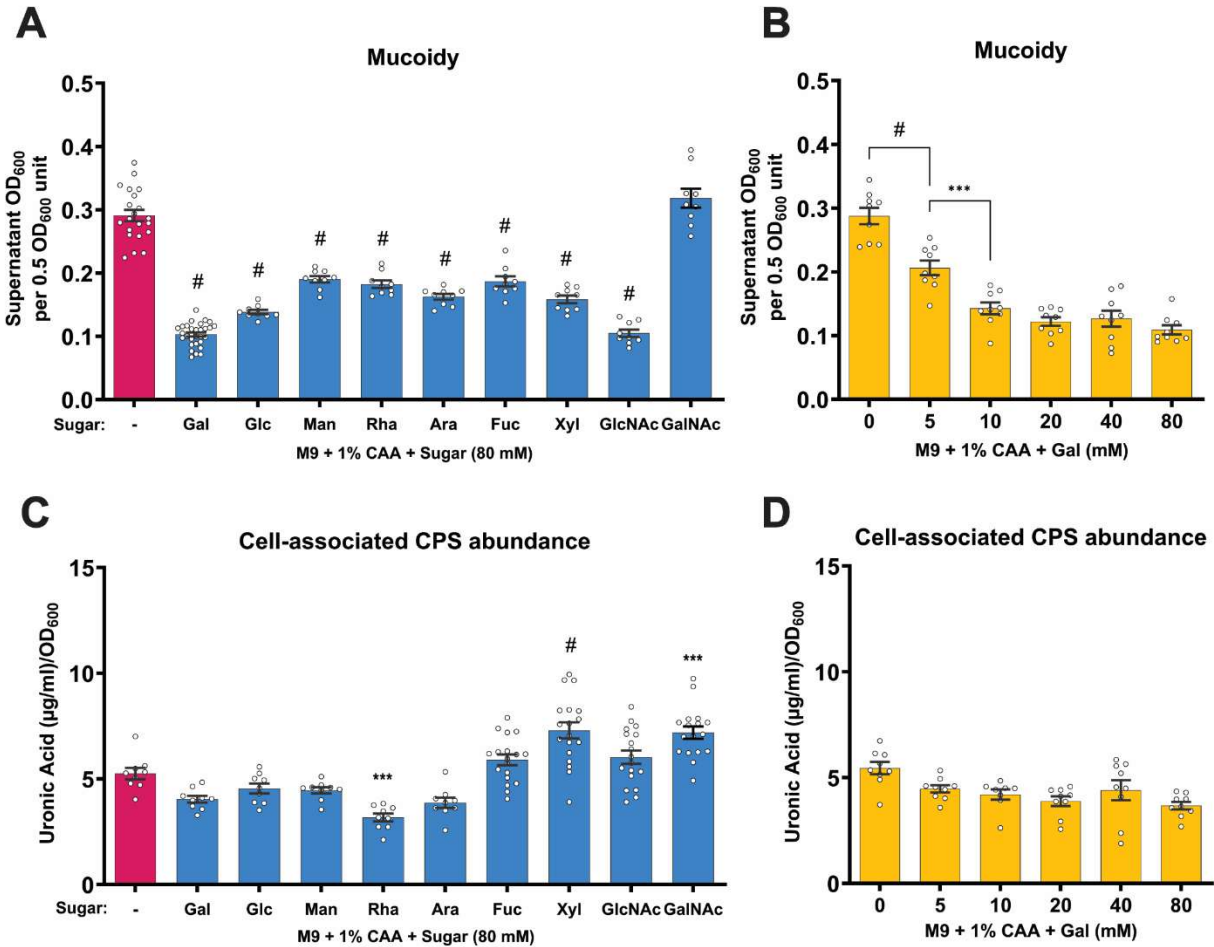 A
Mucoidy
Supernatant OD600
per 0.5 OD600 unit
0.5
0.4
0.3
0.2
0.1
0.0
#
#
#
#
#
#
#
#
Sugar:
- Gal Glc Man Rha Ara Fuc Xyl GlcNAc GalNAc
M9 + 1% CAA + Sugar (80 mM)
B
Mucoidy
Supernatant OD600
per 0.5 OD600 unit
0.5
0.4
0.3
0.2
0.1
0.0
#
***
0 5 10 20 40 80
M9 + 1% CAA + Gal (mM)
C
Cell-associated CPS abundance
Uronic Acid (µg/ml)/OD600
15
10
5
0
***
#
***
Sugar:
- Gal Glc Man Rha Ara Fuc Xyl GlcNAc GalNAc
M9 + 1% CAA + Sugar (80 mM)
D
Cell-associated CPS abundance
Uronic Acid (µg/ml)/OD600
15
10
5
0
0 5 10 20 40 80
M9 + 1% CAA + Gal (mM)